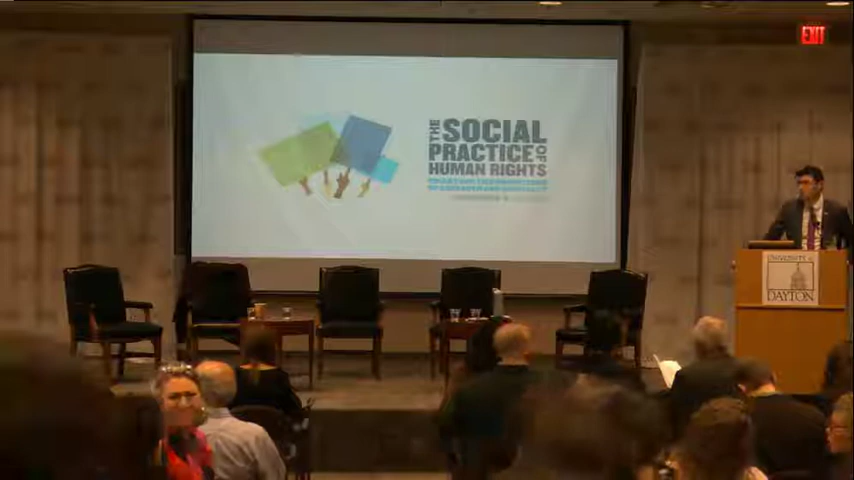 EXIT
THE SOCIAL
PRACTICE OF
HUMAN RIGHTS
UNIVERSITY of
DAYTON